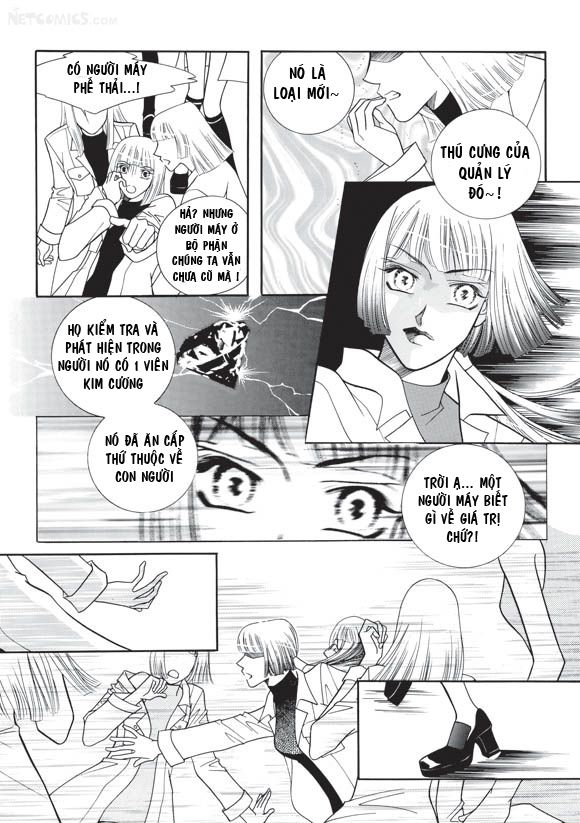 NETCOMICS.COM
CÓ NGƯỜI MÁY
PHẾ THẢI...!
NÓ LÀ
LOẠI MỚI~
THÚ CƯNG CỦA
QUẢN LÝ
ĐÓ~!
HẢ? NHƯNG
NGƯỜI MÁY Ở
BỘ PHẬN
CHÚNG TA VẪN
CHƯA CŨ MÀ!
HỌ KIỂM TRA VÀ
PHÁT HIỆN TRONG
NGƯỜI NÓ CÓ 1 VIÊN
KIM CƯƠNG
NÓ ĐÃ ĂN CẮP
THỨ THUỘC VỀ
CON NGƯỜI
TRỜI Ạ... MỘT
NGƯỜI MÁY BIẾT
GÌ VỀ GIÁ TRỊ
CHỨ?!